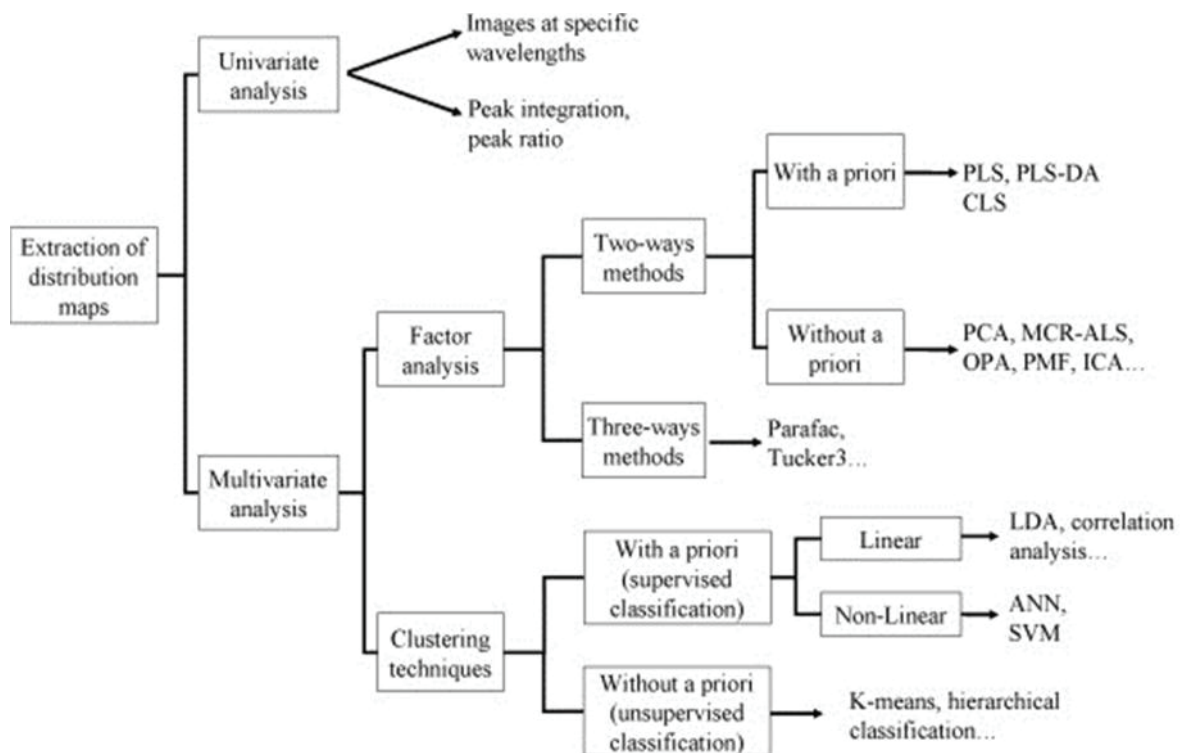 Images at specific
wavelengths
Univariate
analysis
Peak integration,
peak ratio
With a priori
PLS, PLS-DA
CLS
Extraction of
distribution
maps
Two-ways
methods
Factor
analysis
Without a
priori
PCA, MCR-ALS,
OPA, PMF, ICA...
Three-ways
methods
Parafac,
Tucker3...
Multivariate
analysis
With a priori
(supervised
classification)
Linear
LDA, correlation
analysis...
Non-Linear
ANN,
SVM
Clustering
techniques
Without a priori
(unsupervised
classification)
K-means, hierarchical
classification...